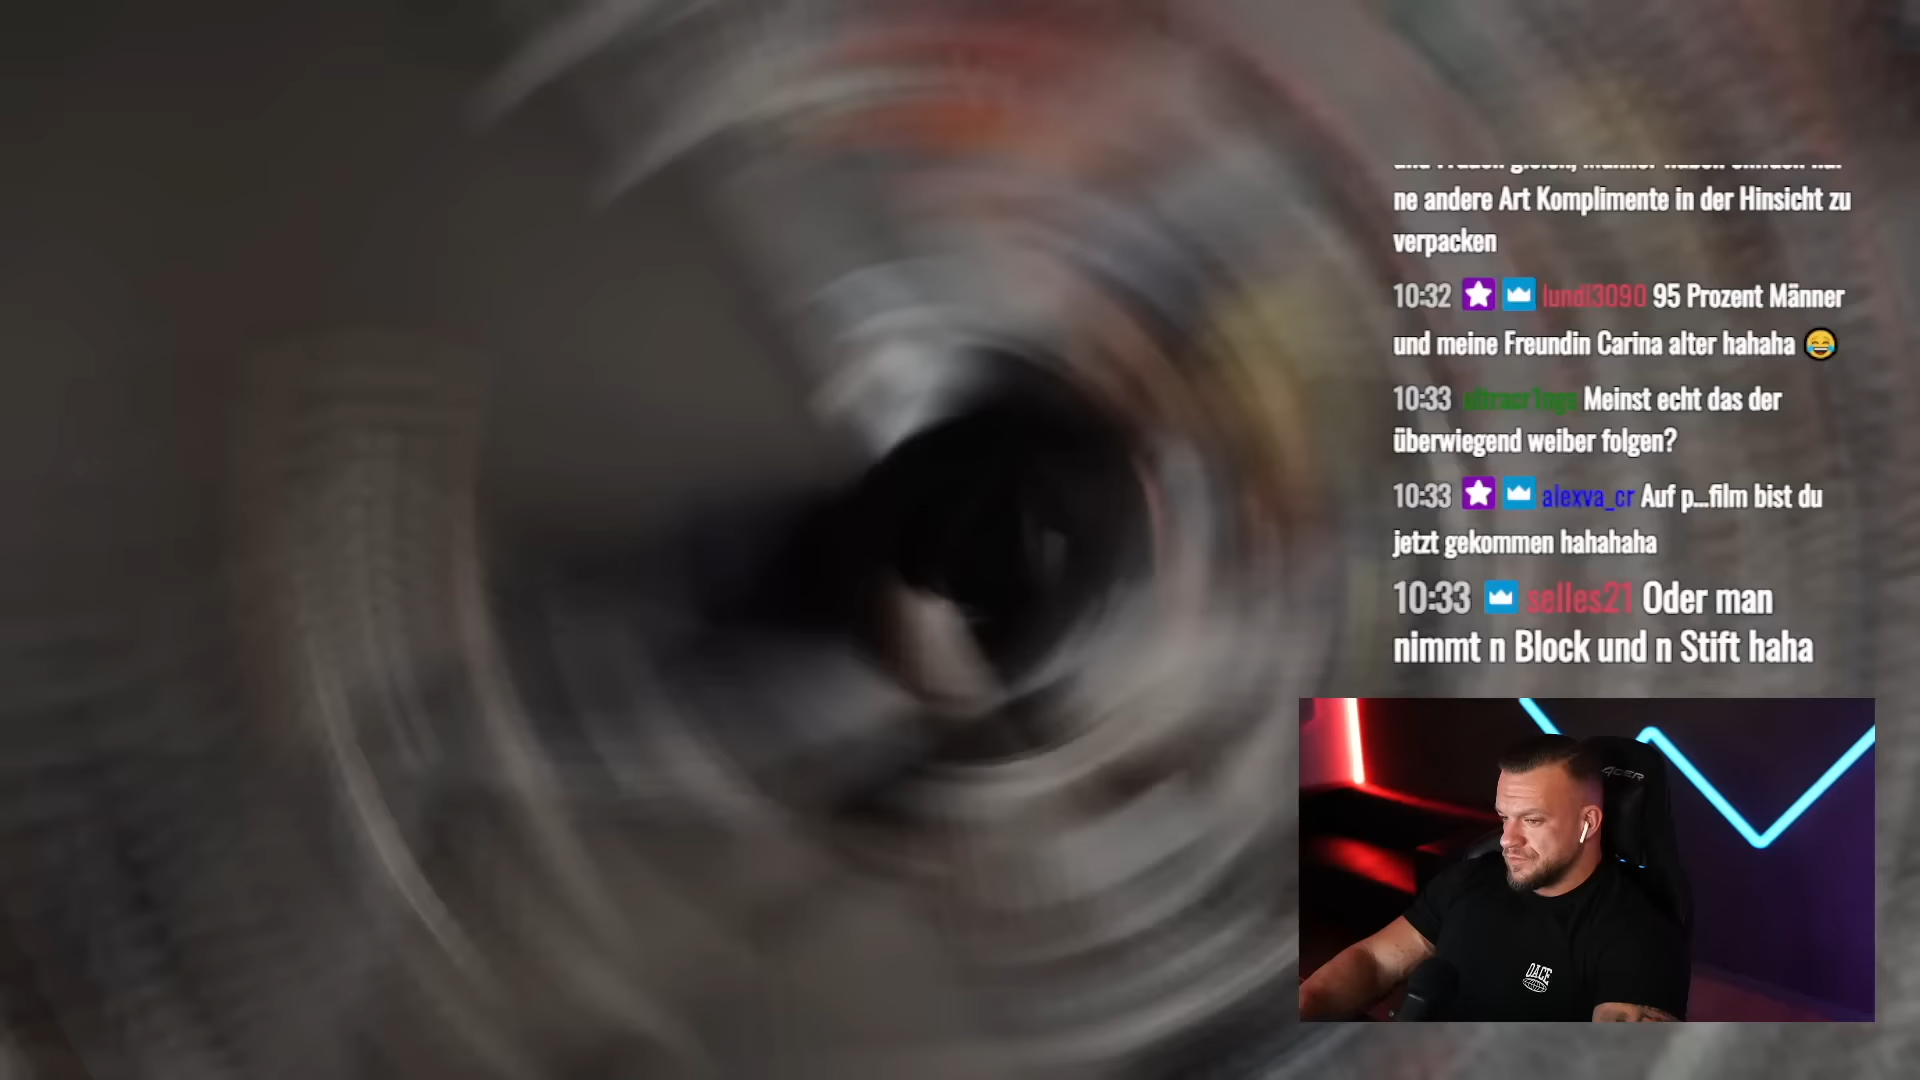 ne andere Art Komplimente in der Hinsicht zu
verpacken
10:32 lundi3090 95 Prozent Männer
und meine Freundin Carina alter hahaha 😂
10:33 Meinst echt das der
überwiegend weiber folgen?
10:33 alexva_cr Auf p...film bist du
jetzt gekommen hahahaha
10:33 selles21 Oder man
nimmt n Block und n Stift haha
OACE